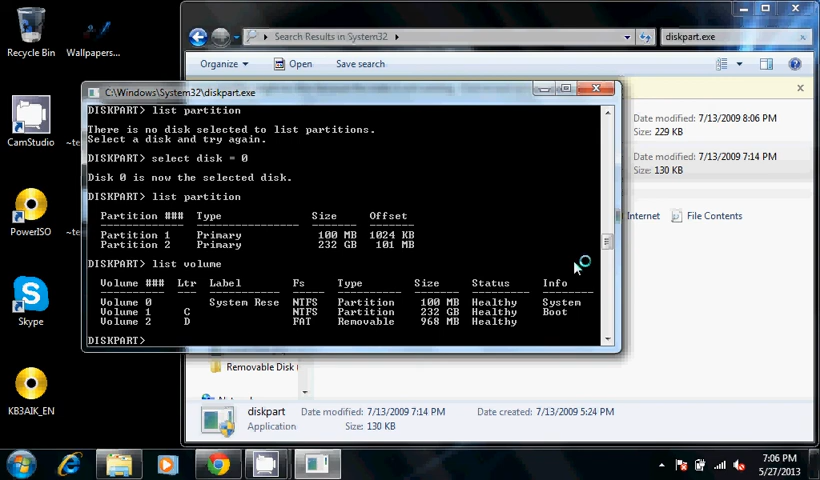 Recycle Bin
Wallpapers...
CamStudio
PowerISO
Skype
KB3AIK_EN
Search Results in System32
diskpart.exe
Organize
Open
Save search
C:\Windows\System32\diskpart.exe
DISKPART> list partition
There is no disk selected to list partitions.
Select a disk and try again.
DISKPART> select disk = 0
Disk 0 is now the selected disk.
DISKPART> list partition
Partition ### Type Size Offset
Partition 1 Primary 100 MB 1024 KB
Partition 2 Primary 232 GB 101 MB
DISKPART> list volume
Volume ### Ltr Label Fs Type Size Status Info
Volume 0 System Rese NTFS Partition 100 MB Healthy System
Volume 1 C NTFS Partition 232 GB Healthy Boot
Volume 2 D FAT Removable 968 MB Healthy
DISKPART>
Date modified: 7/13/2009 8:06 PM
Size: 229 KB
Date modified: 7/13/2009 7:14 PM
Size: 130 KB
Internet
File Contents
Removable Disk (
diskpart Date modified: 7/13/2009 7:14 PM Date created: 7/13/2009 5:24 PM
Application Size: 130 KB
7:06 PM
5/27/2013